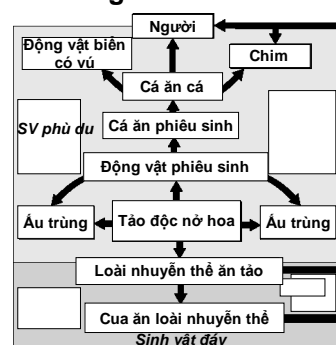 Người
Động vật biên
có vú
Chim
Cá ăn cá
SV phù du
Cá ăn phiêu sinh
Động vật phiêu sinh
Ấu trùng
Tảo độc nở hoa
Ấu trùng
Loài nhuyễn thể ăn tảo
Cua ăn loài nhuyễn thể
Sinh vật đáy